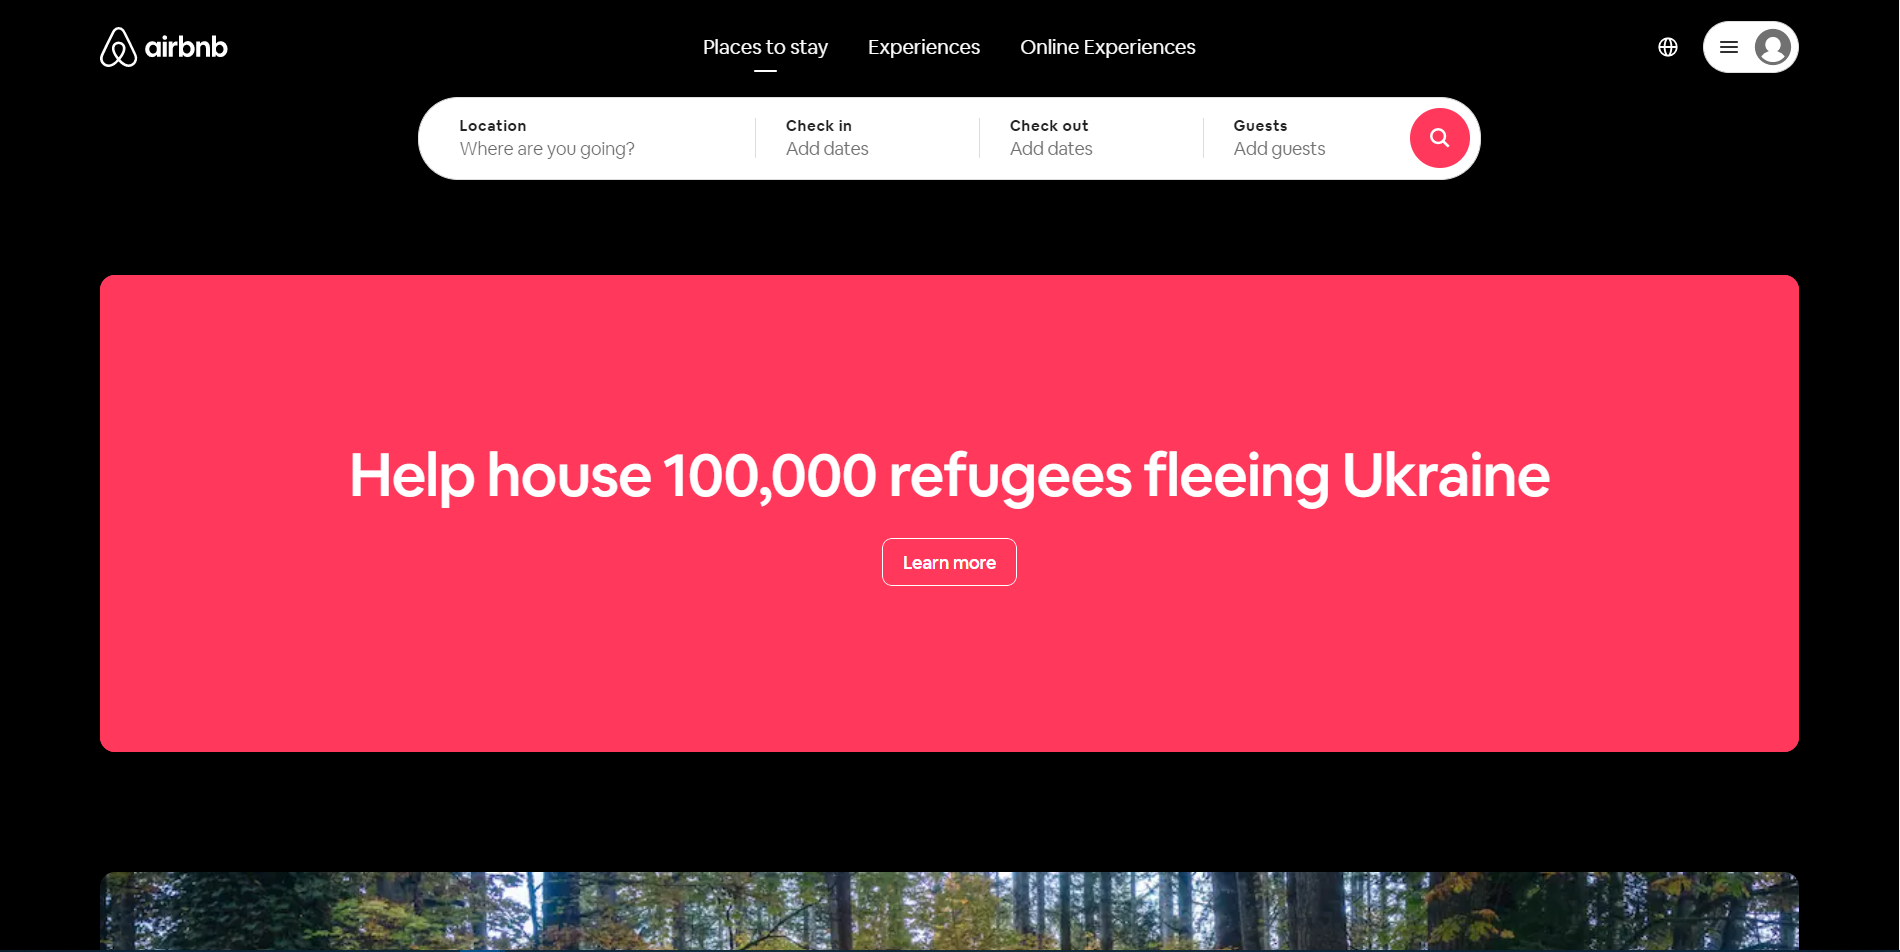 airbnb
Places to stay
Experiences
Online Experiences
Location
Where are you going?
Check in
Add dates
Check out
Add dates
Guests
Add guests
Help house 100,000 refugees fleeing Ukraine
Learn more